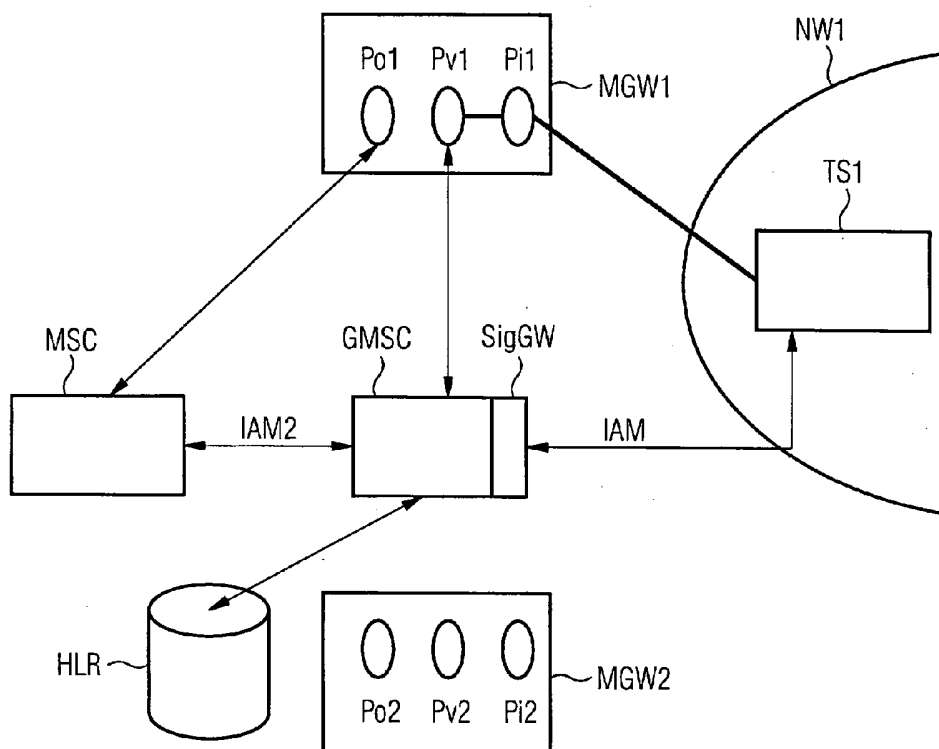 NW1
Po1 Pv1 Pi1
MGW1
TS1
MSC
GMSC
SigGW
IAM2
IAM
HLR
MGW2
Po2 Pv2 Pi2